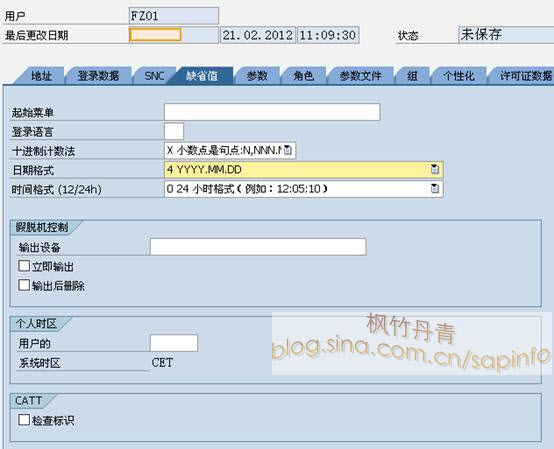 用户 FZ01
最后更改日期 21.02.2012 11:09:30 状态 未保存
地址 登录数据 SNC 缺省值 参数 角色 参数文件 组 个性化 许可证数据
起始菜单
登录语言
十进制计数法 X 小数点是句点:N,NNN.N
日期格式 4 YYYY.MM.DD
时间格式 (12/24h) 0 24 小时格式(例如:12:05:10)
假脱机控制
输出设备
立即输出
输出后删除
个人时区
用户的
系统时区 CET
枫竹丹青
blog.sina.com.cn/sapinfo
CATT
检查标识